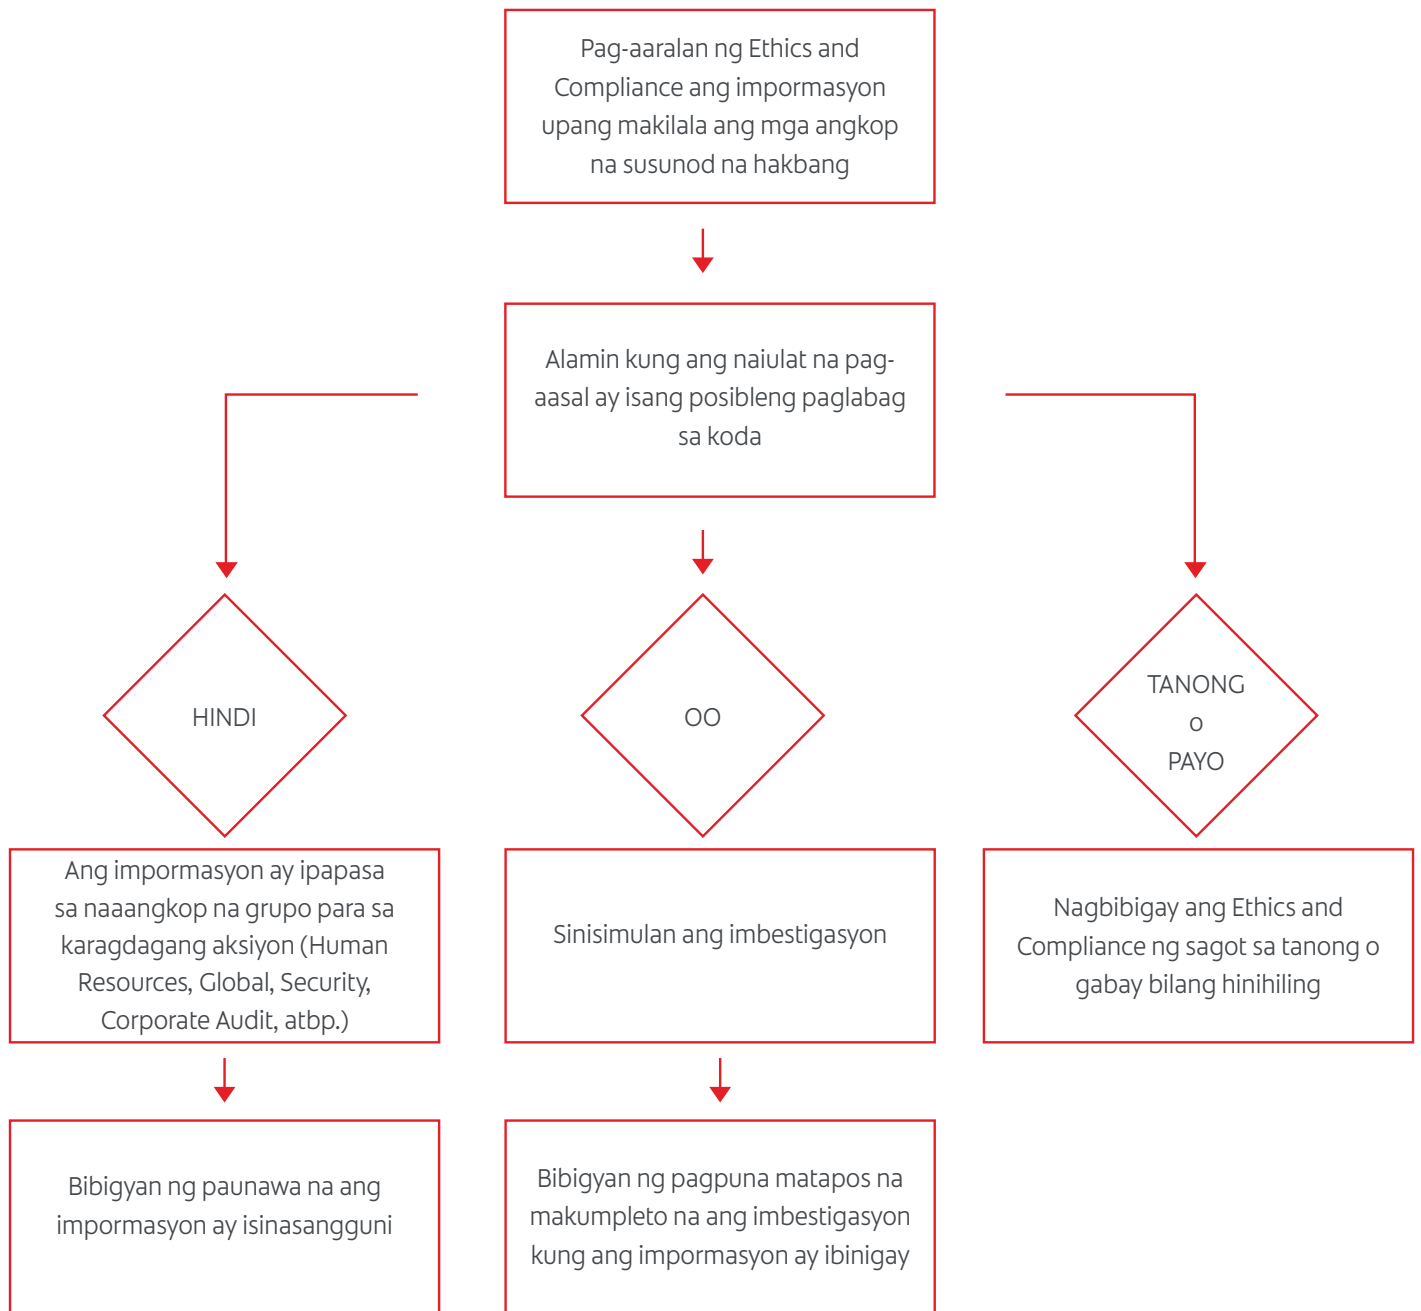 Pag-aaralan ng Ethics and
Compliance ang impormasyon
upang makilala ang mga angkop
na susunod na hakbang
Alamin kung ang naiulat na pag-
aasal ay isang posibleng paglabag
sa koda
HINDI
OO
TANONG
o
PAYO
Ang impormasyon ay ipapasa
sa naaangkop na grupo para sa
karagdagang aksiyon (Human
Resources, Global, Security,
Corporate Audit, atbp.)
Sinisimulan ang imbestigasyon
Nagbibigay ang Ethics and
Compliance ng sagot sa tanong o
gabay bilang hinihiling
Bibigyan ng paunawa na ang
impormasyon ay isinasangguni
Bibigyan ng pagpuna matapos na
makumpleto na ang imbestigasyon
kung ang impormasyon ay ibinigay